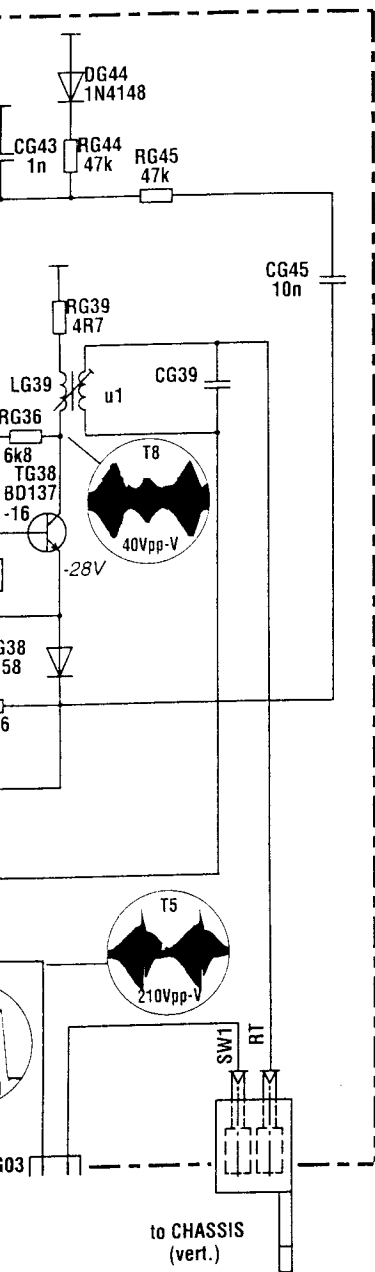 DG44
1N4148
CG43
1n
RG44
47k
RG45
47k
CG45
10n
RG39
4R7
LG39
u1
CG39
RG36
6k8
T8
40Vpp-V
TG38
BD137
-16
-28V
G38
58
6
T5
210Vpp-V
SW1
RT
G03
to CHASSIS
(vert.)